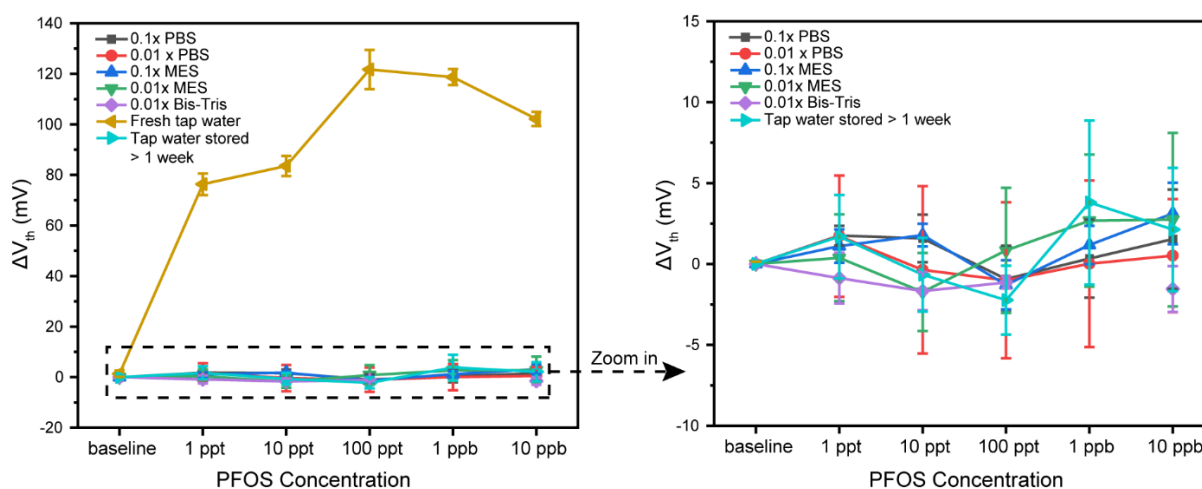 140
120
100
80
60
40
20
0
-20
ΔVth (mV)
0.1x PBS
0.01 x PBS
0.1x MES
0.01x MES
0.01x Bis-Tris
Fresh tap water
Tap water stored
> 1 week
baseline 1 ppt 10 ppt 100 ppt 1 ppb 10 ppb
PFOS Concentration
Zoom in
15
10
5
0
-5
-10
ΔVth (mV)
0.1x PBS
0.01 x PBS
0.1x MES
0.01x MES
0.01x Bis-Tris
Tap water stored > 1 week
baseline 1 ppt 10 ppt 100 ppt 1 ppb 10 ppb
PFOS Concentration